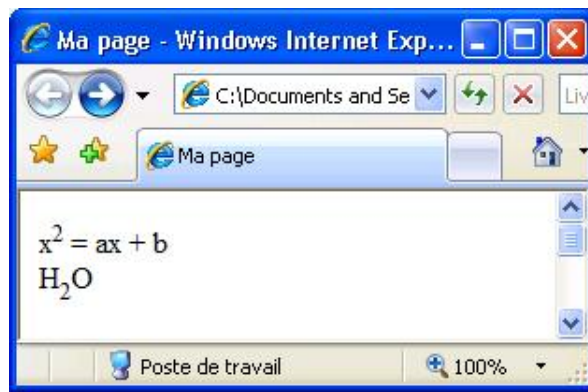 Ma page - Windows Internet Exp...
C:\Documents and Se
Liv
Ma page
x² = ax + b
H₂O
Poste de travail
100%